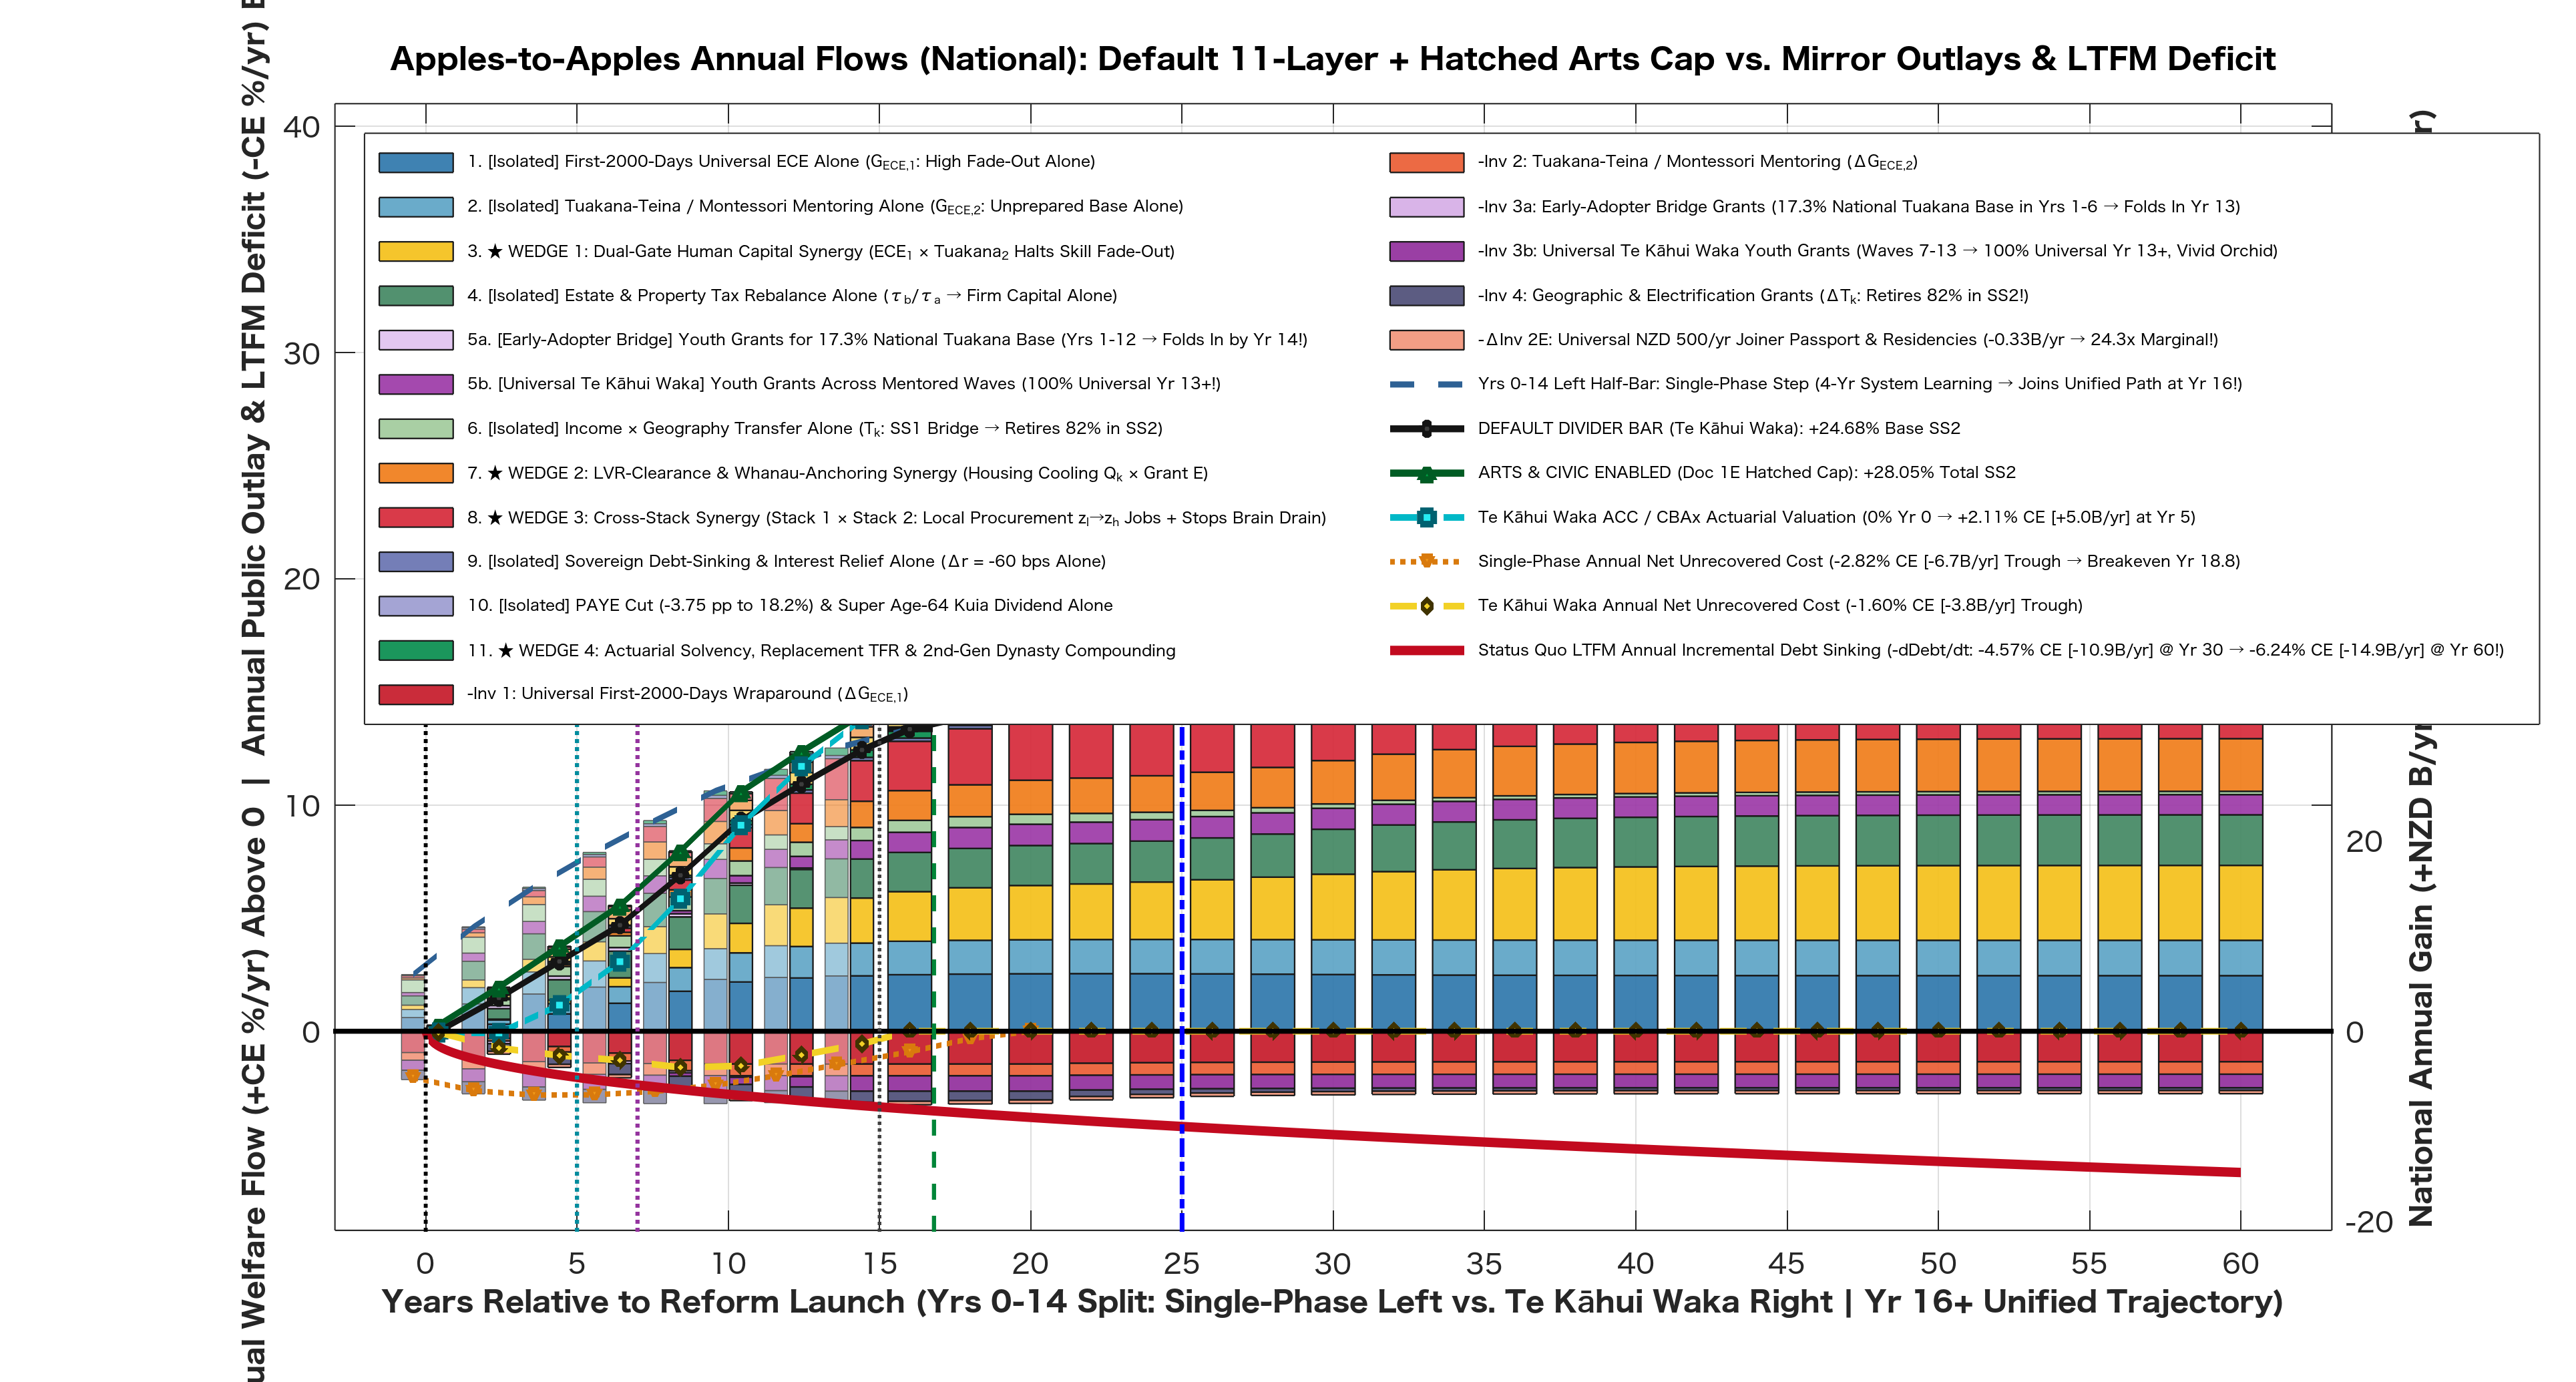 Apples-to-Apples Annual Flows (National): Default 11-Layer + Hatched Arts Cap vs. Mirror Outlays & LTFM Deficit
ual Welfare Flow (+CE %/yr) Above 0 | Annual Public Outlay & LTFM Deficit (-CE %/yr)
40
30
20
10
0
1. [Isolated] First-2000-Days Universal ECE Alone (G_ECE,1: High Fade-Out Alone)
2. [Isolated] Tuakana-Teina / Montessori Mentoring Alone (G_ECE,2: Unprepared Base Alone)
3. ★ WEDGE 1: Dual-Gate Human Capital Synergy (ECE₁ × Tuakana₂ Halts Skill Fade-Out)
4. [Isolated] Estate & Property Tax Rebalance Alone (τ_b/τ_a → Firm Capital Alone)
5a. [Early-Adopter Bridge] Youth Grants for 17.3% National Tuakana Base (Yrs 1-12 → Folds In by Yr 14!)
5b. [Universal Te Kāhui Waka] Youth Grants Across Mentored Waves (100% Universal Yr 13+!)
6. [Isolated] Income × Geography Transfer Alone (T_k: SS1 Bridge → Retires 82% in SS2)
7. ★ WEDGE 2: LVR-Clearance & Whanau-Anchoring Synergy (Housing Cooling Q_k × Grant E)
8. ★ WEDGE 3: Cross-Stack Synergy (Stack 1 × Stack 2: Local Procurement z_l→z_h Jobs + Stops Brain Drain)
9. [Isolated] Sovereign Debt-Sinking & Interest Relief Alone (Δr = -60 bps Alone)
10. [Isolated] PAYE Cut (-3.75 pp to 18.2%) & Super Age-64 Kuia Dividend Alone
11. ★ WEDGE 4: Actuarial Solvency, Replacement TFR & 2nd-Gen Dynasty Compounding
-Inv 1: Universal First-2000-Days Wraparound (ΔG_ECE,1)
-Inv 2: Tuakana-Teina / Montessori Mentoring (ΔG_ECE,2)
-Inv 3a: Early-Adopter Bridge Grants (17.3% National Tuakana Base in Yrs 1-6 → Folds In Yr 13)
-Inv 3b: Universal Te Kāhui Waka Youth Grants (Waves 7-13 → 100% Universal Yr 13+, Vivid Orchid)
-Inv 4: Geographic & Electrification Grants (ΔT_k: Retires 82% in SS2!)
-ΔInv 2E: Universal NZD 500/yr Joiner Passport & Residencies (-0.33B/yr → 24.3x Marginal!)
Yrs 0-14 Left Half-Bar: Single-Phase Step (4-Yr System Learning → Joins Unified Path at Yr 16!)
DEFAULT DIVIDER BAR (Te Kāhui Waka): +24.68% Base SS2
ARTS & CIVIC ENABLED (Doc 1E Hatched Cap): +28.05% Total SS2
Te Kāhui Waka ACC / CBAx Actuarial Valuation (0% Yr 0 → +2.11% CE [+5.0B/yr] at Yr 5)
Single-Phase Annual Net Unrecovered Cost (-2.82% CE [-6.7B/yr] Trough → Breakeven Yr 18.8)
Te Kāhui Waka Annual Net Unrecovered Cost (-1.60% CE [-3.8B/yr] Trough)
Status Quo LTFM Annual Incremental Debt Sinking (-dDebt/dt: -4.57% CE [-10.9B/yr] @ Yr 30 → -6.24% CE [-14.9B/yr] @ Yr 60!)
20
0
-20
National Annual Gain (+NZD B/yr
r)
0 5 10 15 20 25 30 35 40 45 50 55 60
Years Relative to Reform Launch (Yrs 0-14 Split: Single-Phase Left vs. Te Kāhui Waka Right | Yr 16+ Unified Trajectory)